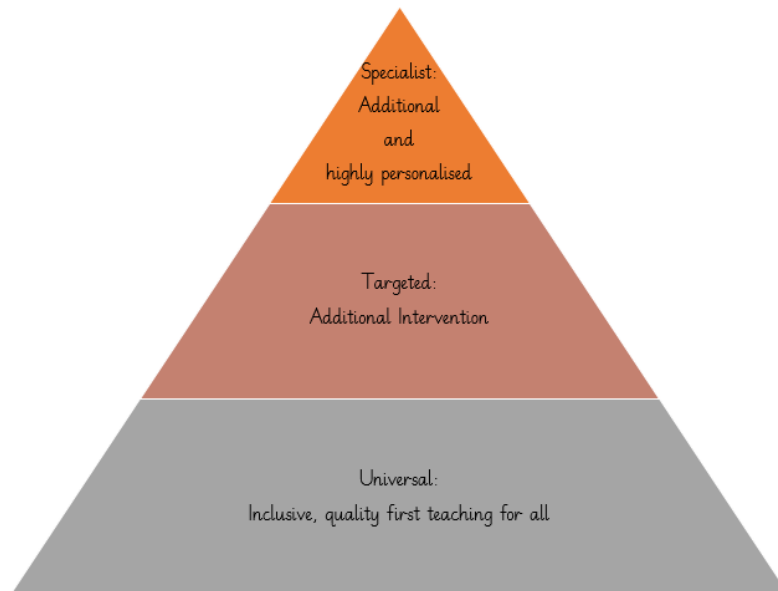 Specialist:
Additional
and
highly personalised
Targeted:
Additional Intervention
Universal:
Inclusive, quality first teaching for all